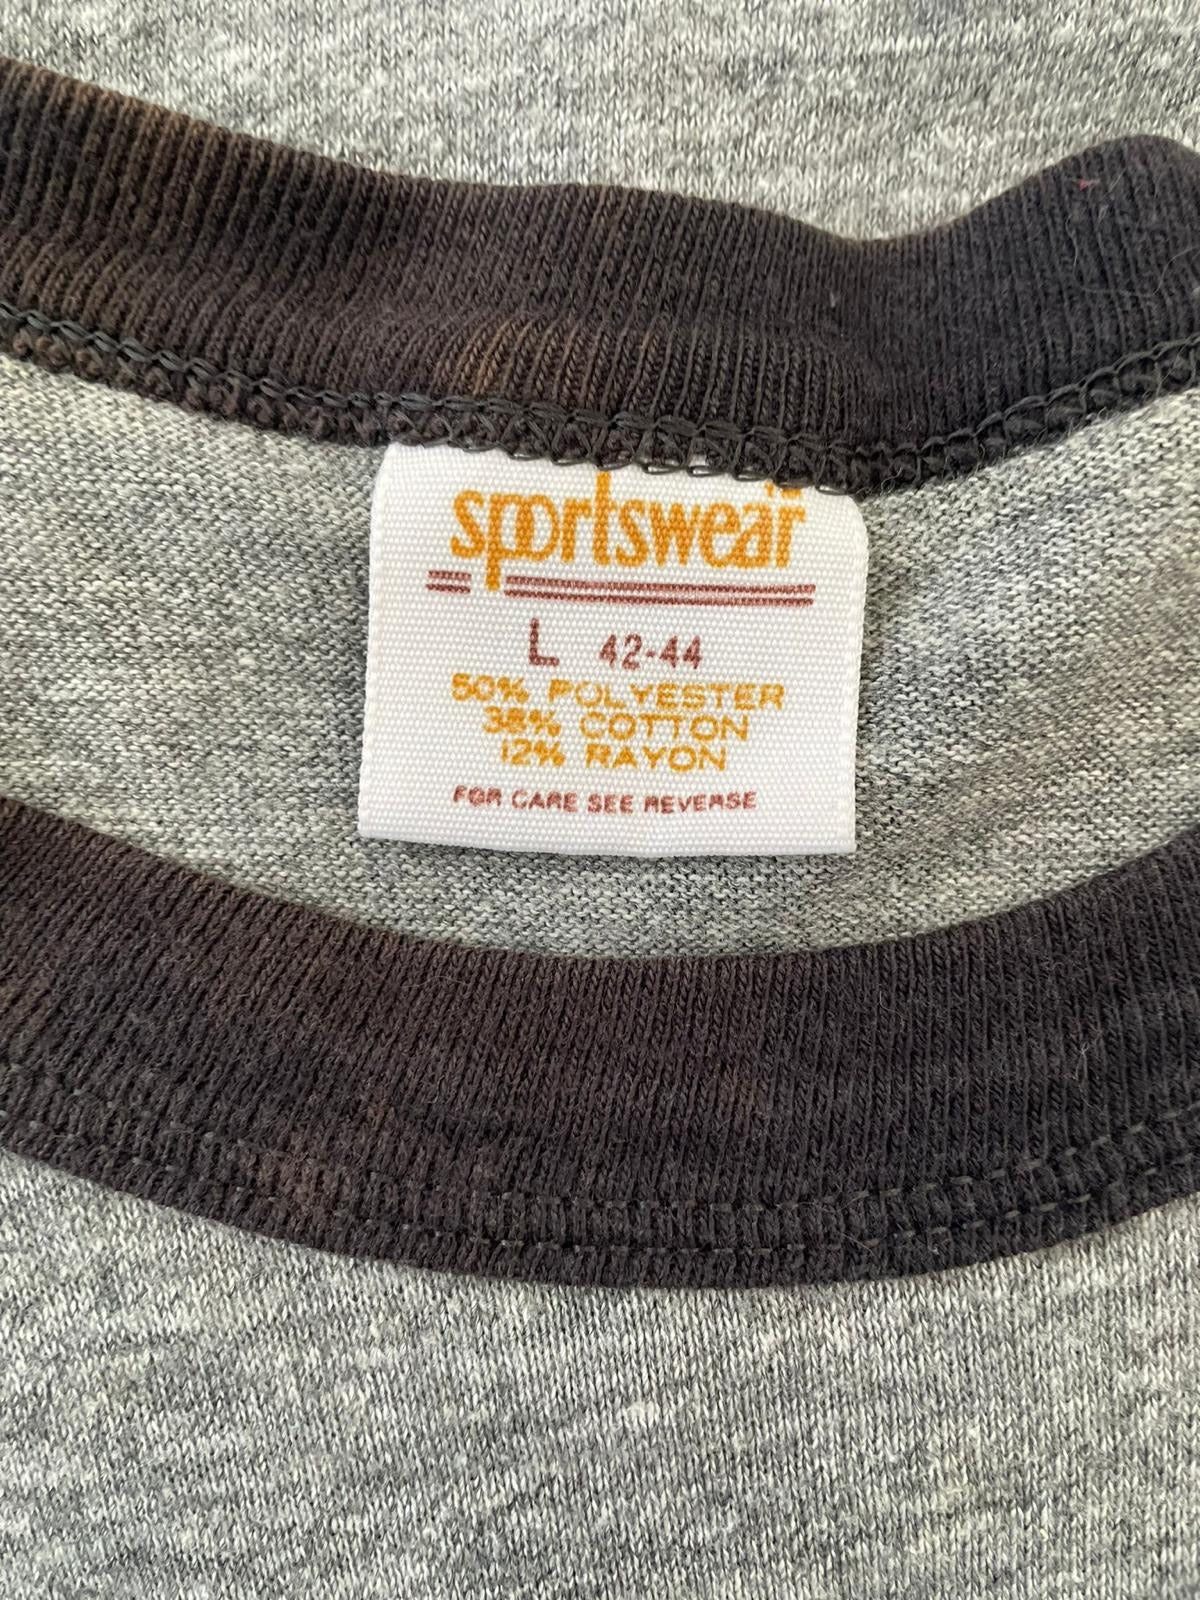 sportswear
L 42-44
50% POLYESTER
38% COTTON
12% RAYON
FOR CARE SEE REVERSE